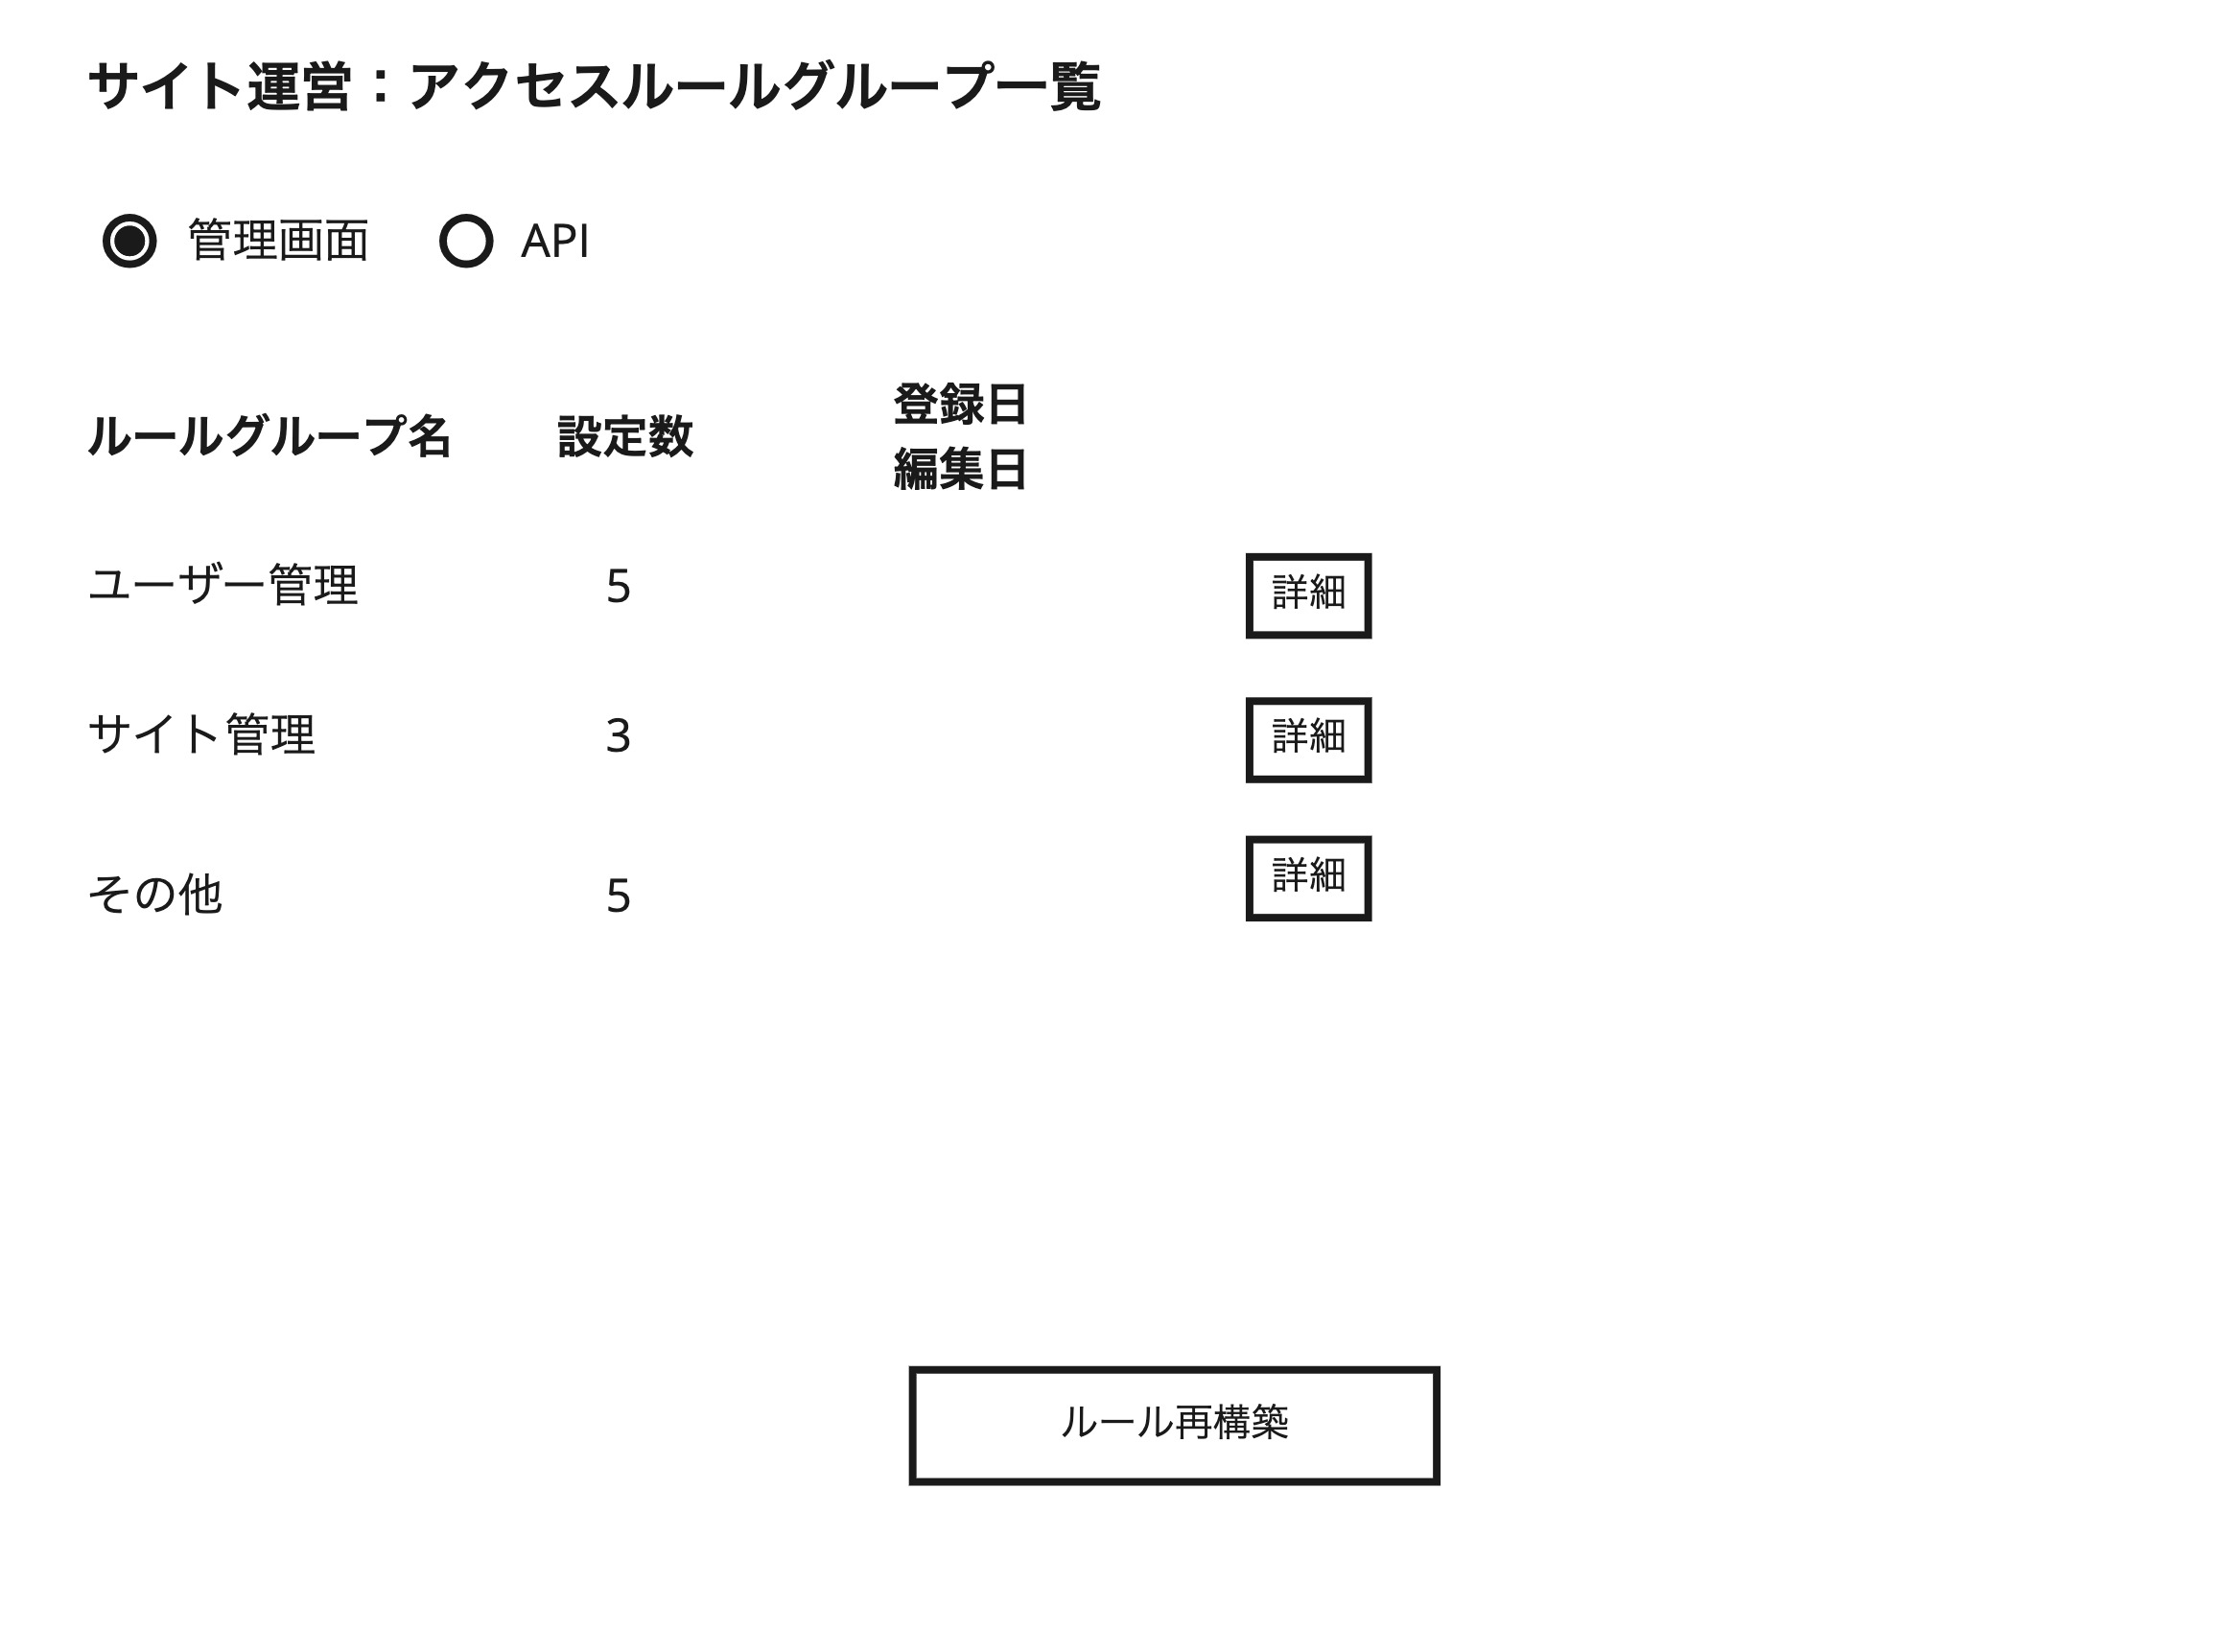 サイト運営：アクセスルールグループ一覧
管理画面 API
ルールグループ名 設定数 登録日
編集日
ユーザー管理 5 詳細
サイト管理 3 詳細
その他 5 詳細
ルール再構築